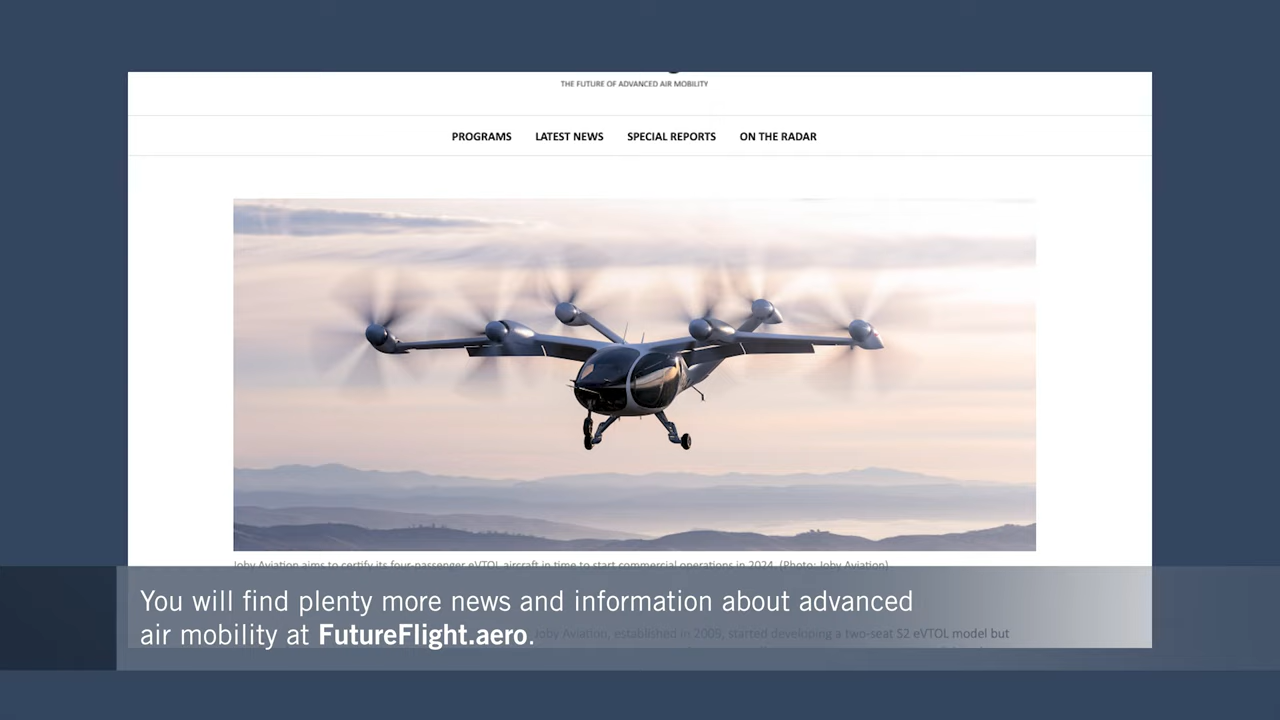 THE FUTURE OF ADVANCED AIR MOBILITY
PROGRAMS LATEST NEWS SPECIAL REPORTS ON THE RADAR
Joby Aviation aims to certify its four-passenger eVTOL aircraft in time to start commercial operations in 2024. (Photo: Joby Aviation)
You will find plenty more news and information about advanced
air mobility at FutureFlight.aero.
Joby Aviation, established in 2009, started developing a two-seat S2 eVTOL model but